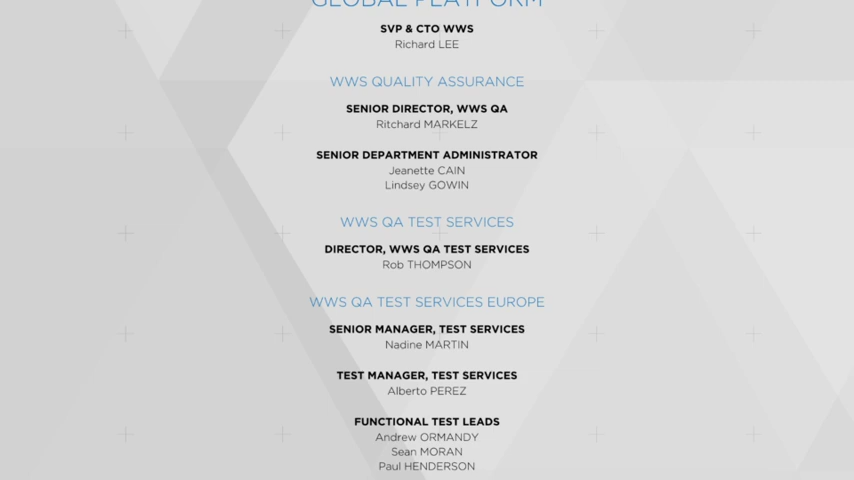 GLOBAL PLATFORM
SVP & CTO WWS
Richard LEE
WWS QUALITY ASSURANCE
SENIOR DIRECTOR, WWS QA
Ritchard MARKELZ
SENIOR DEPARTMENT ADMINISTRATOR
Jeanette CAIN
Lindsey GOWIN
WWS QA TEST SERVICES
DIRECTOR, WWS QA TEST SERVICES
Rob THOMPSON
WWS QA TEST SERVICES EUROPE
SENIOR MANAGER, TEST SERVICES
Nadine MARTIN
TEST MANAGER, TEST SERVICES
Alberto PEREZ
FUNCTIONAL TEST LEADS
Andrew ORMANDY
Sean MORAN
Paul HENDERSON